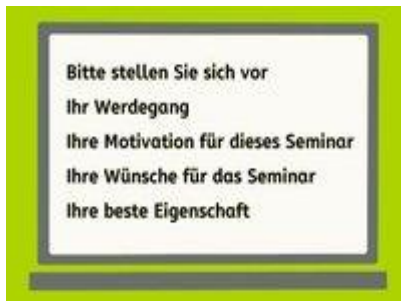 Bitte stellen Sie sich vor
Ihr Werdegang
Ihre Motivation für dieses Seminar
Ihre Wünsche für das Seminar
Ihre beste Eigenschaft